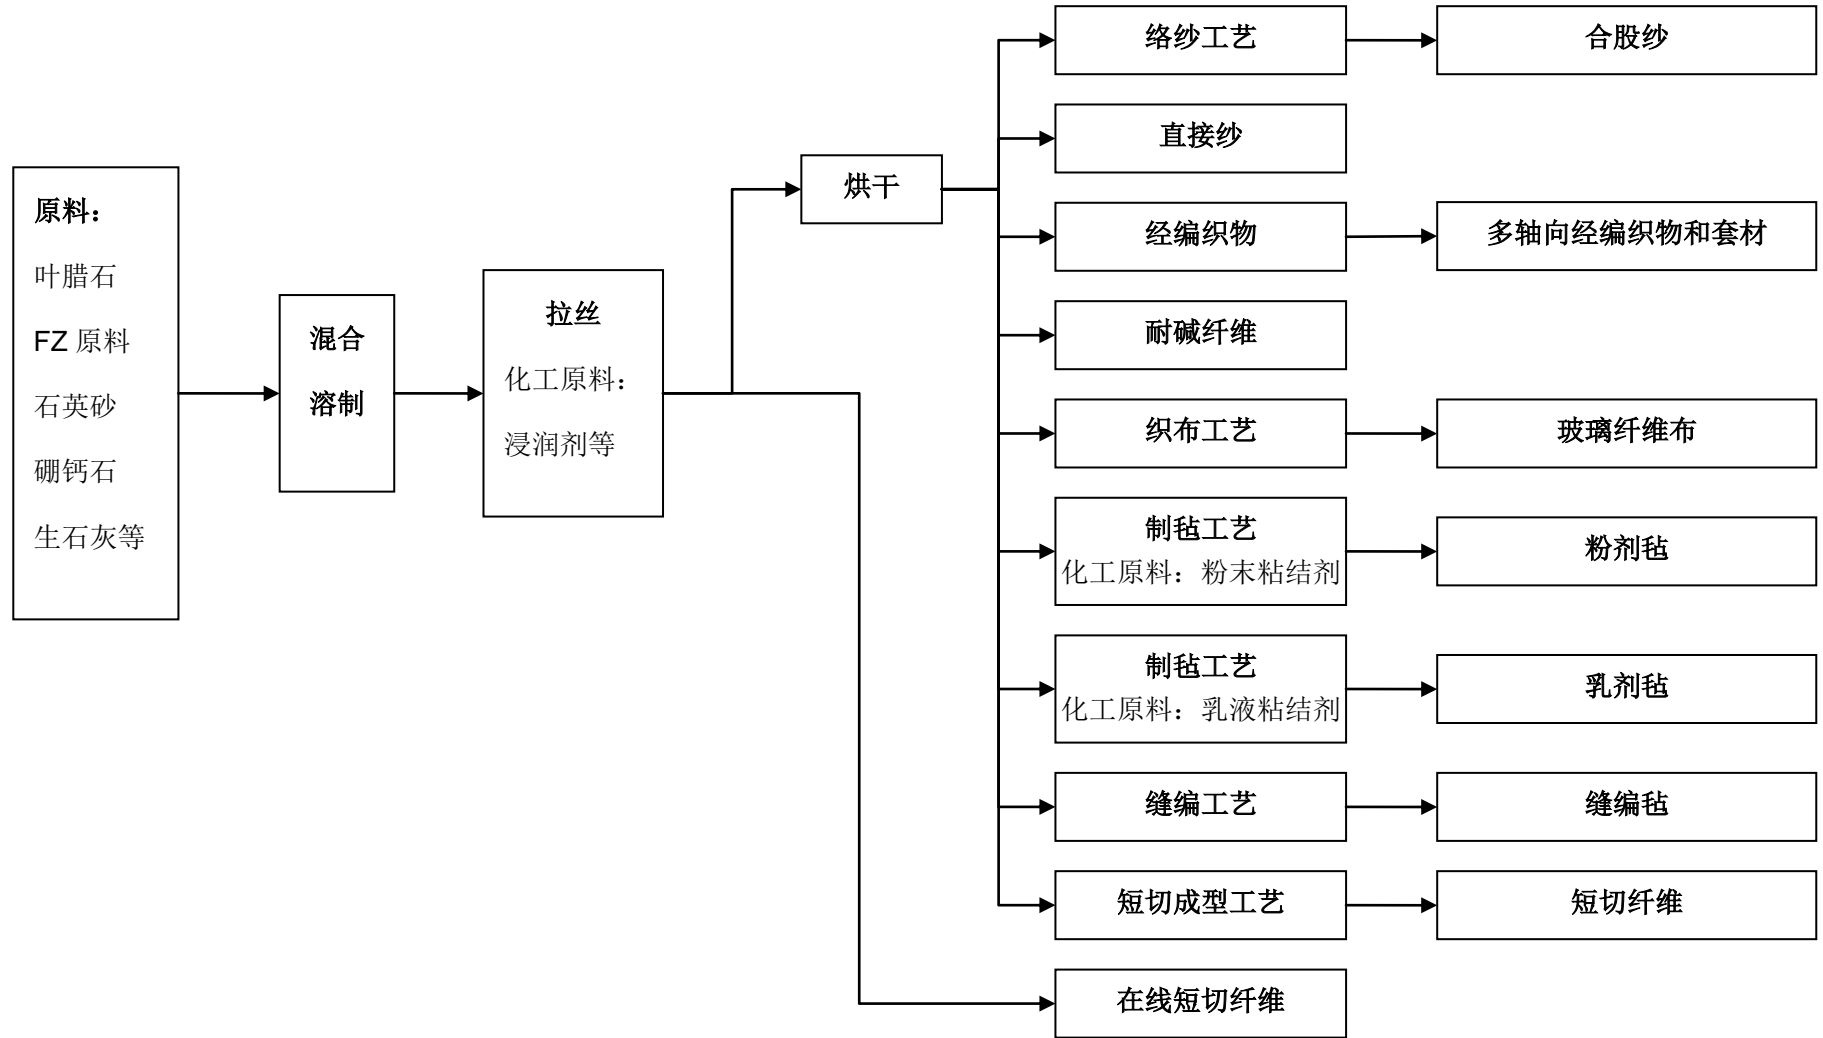 原料：
叶腊石
FZ 原料
石英砂
硼钙石
生石灰等
混合
溶制
拉丝
化工原料：
浸润剂等
烘干
络纱工艺
合股纱
直接纱
经编织物
多轴向经编织物和套材
耐碱纤维
织布工艺
玻璃纤维布
制毡工艺
化工原料：粉末粘结剂
粉剂毡
制毡工艺
化工原料：乳液粘结剂
乳剂毡
缝编工艺
缝编毡
短切成型工艺
短切纤维
在线短切纤维